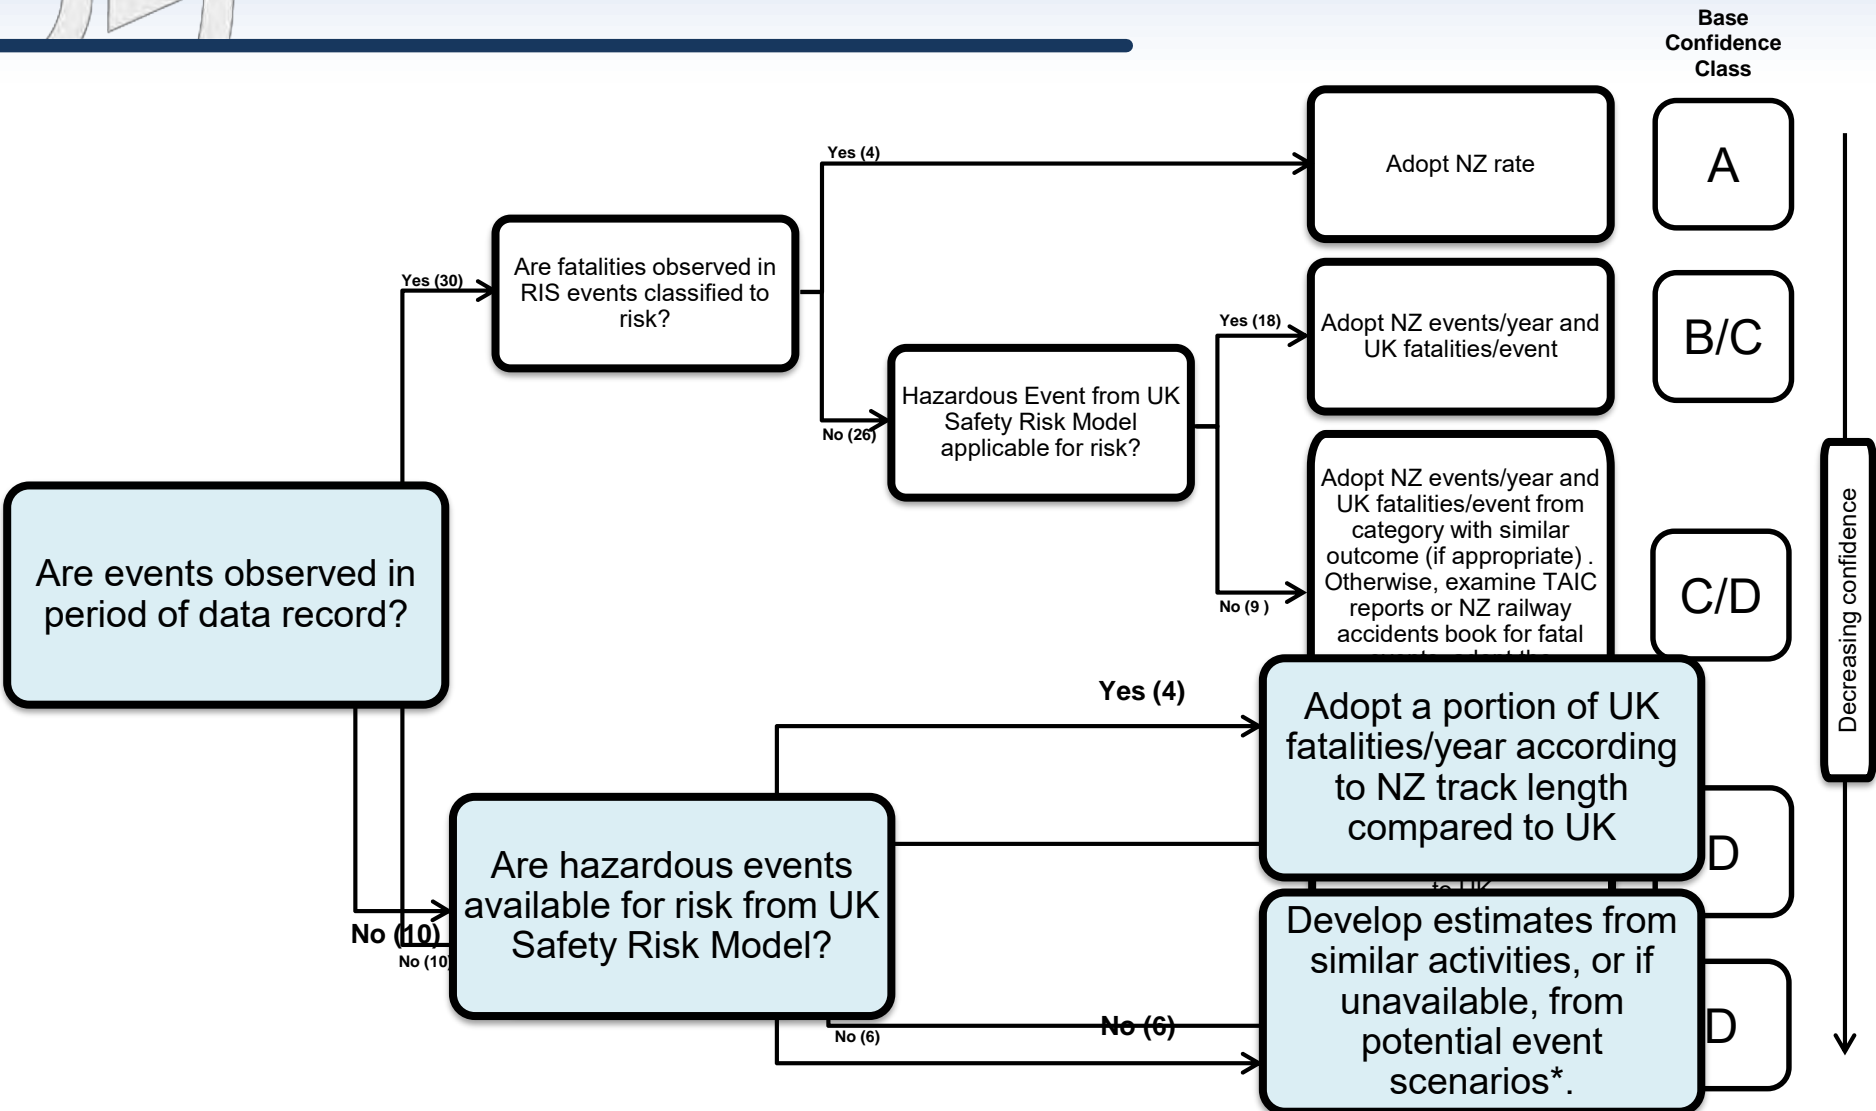 Base
Confidence
Class
Yes (4)
Adopt NZ rate
A
Yes (30)
Are fatalities observed in
RIS events classified to
risk?
Yes (18)
Adopt NZ events/year and
UK fatalities/event
B/C
No (26)
Hazardous Event from UK
Safety Risk Model
applicable for risk?
Adopt NZ events/year and
UK fatalities/event from
category with similar
outcome (if appropriate) .
Otherwise, examine TAIC
reports or NZ railway
accidents book for fatal
No (9 )
C/D
Decreasing confidence
Are events observed in
period of data record?
Yes (4)
Adopt a portion of UK
fatalities/year according
to NZ track length
compared to UK
D
to UK
Are hazardous events
available for risk from UK
Safety Risk Model?
No (10)
No (10)
No (6)
No (6)
Develop estimates from
similar activities, or if
unavailable, from
potential event
scenarios*.
D